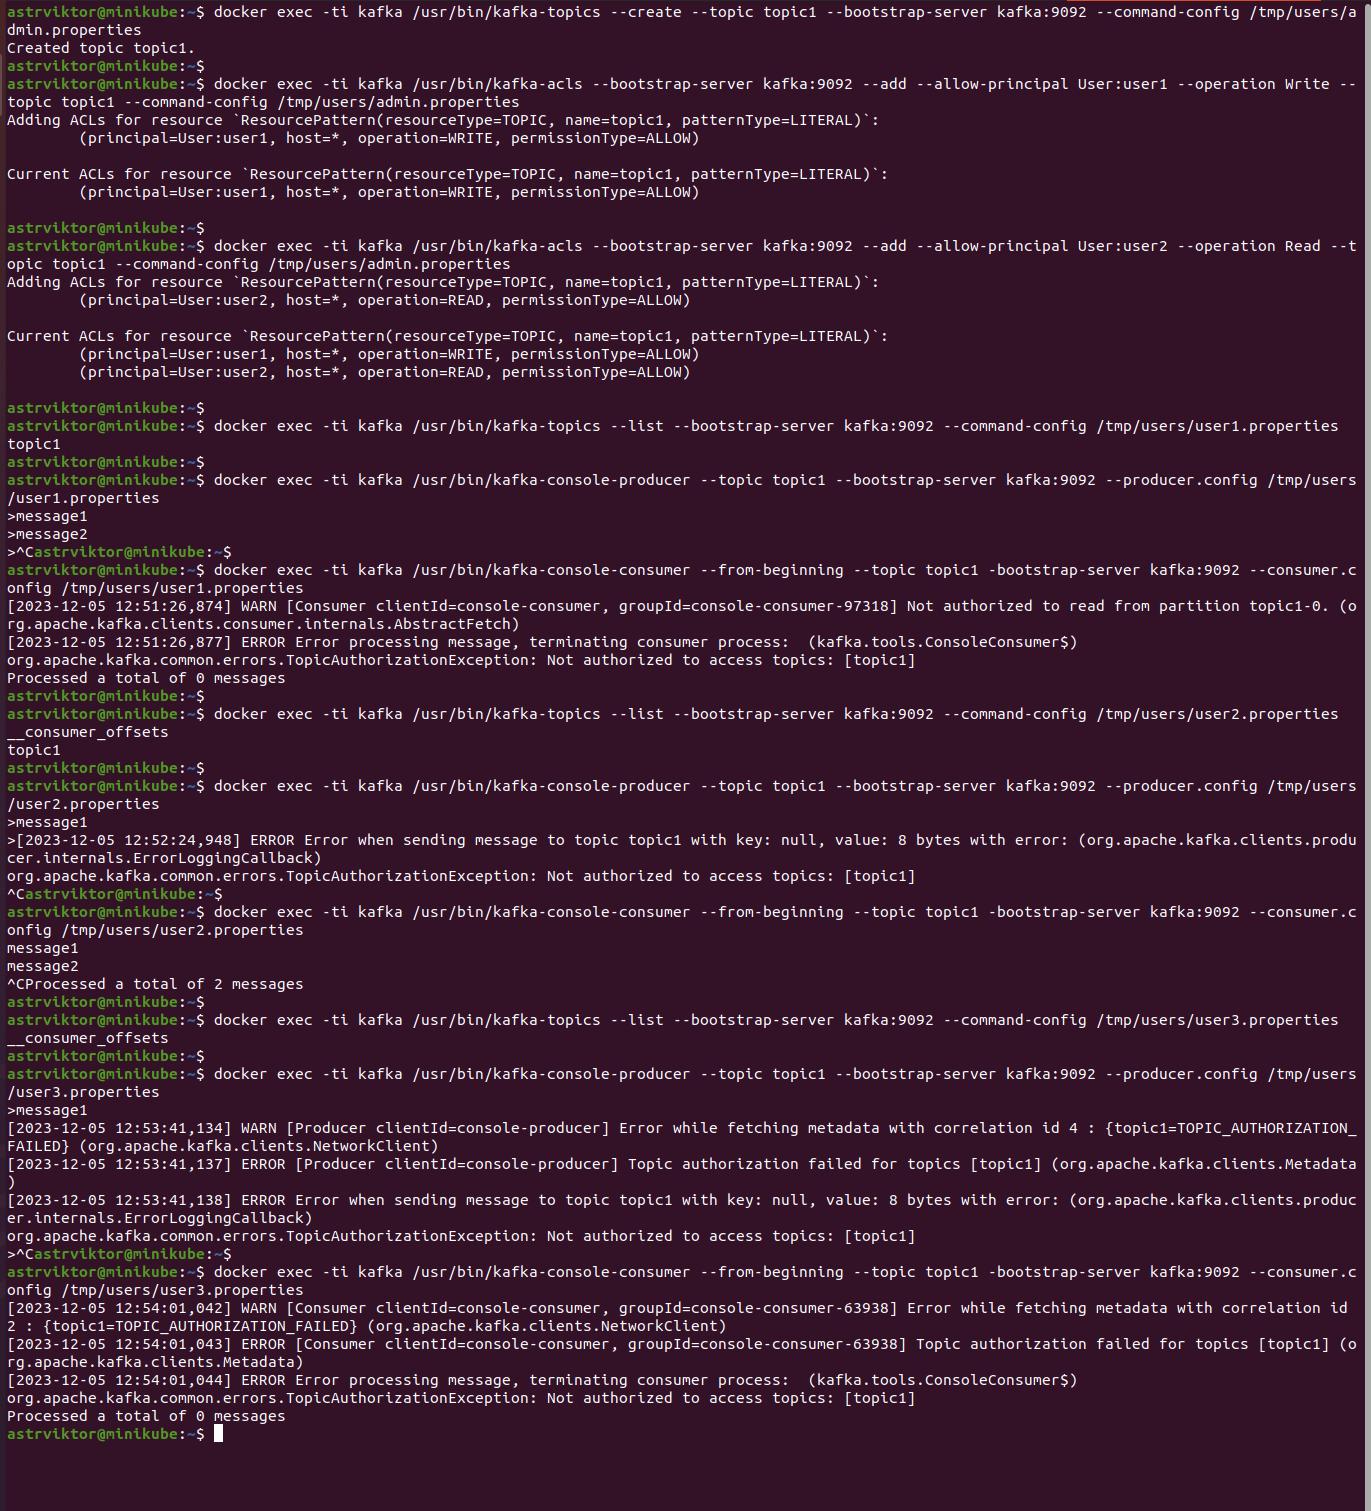 astrviktor@minikube:~$ docker exec -ti kafka /usr/bin/kafka-topics --create --topic topic1 --bootstrap-server kafka:9092 --command-config /tmp/users/a
dmin.properties
Created topic topic1.
astrviktor@minikube:~$
astrviktor@minikube:~$ docker exec -ti kafka /usr/bin/kafka-acls --bootstrap-server kafka:9092 --add --allow-principal User:user1 --operation Write --
topic topic1 --command-config /tmp/users/admin.properties
Adding ACLs for resource `ResourcePattern(resourceType=TOPIC, name=topic1, patternType=LITERAL)`:
        (principal=User:user1, host=*, operation=WRITE, permissionType=ALLOW)

Current ACLs for resource `ResourcePattern(resourceType=TOPIC, name=topic1, patternType=LITERAL)`:
        (principal=User:user1, host=*, operation=WRITE, permissionType=ALLOW)

astrviktor@minikube:~$
astrviktor@minikube:~$ docker exec -ti kafka /usr/bin/kafka-acls --bootstrap-server kafka:9092 --add --allow-principal User:user2 --operation Read --t
opic topic1 --command-config /tmp/users/admin.properties
Adding ACLs for resource `ResourcePattern(resourceType=TOPIC, name=topic1, patternType=LITERAL)`:
        (principal=User:user2, host=*, operation=READ, permissionType=ALLOW)

Current ACLs for resource `ResourcePattern(resourceType=TOPIC, name=topic1, patternType=LITERAL)`:
        (principal=User:user1, host=*, operation=WRITE, permissionType=ALLOW)
        (principal=User:user2, host=*, operation=READ, permissionType=ALLOW)

astrviktor@minikube:~$
astrviktor@minikube:~$ docker exec -ti kafka /usr/bin/kafka-topics --list --bootstrap-server kafka:9092 --command-config /tmp/users/user1.properties
topic1
astrviktor@minikube:~$
astrviktor@minikube:~$ docker exec -ti kafka /usr/bin/kafka-console-producer --topic topic1 --bootstrap-server kafka:9092 --producer.config /tmp/users
/user1.properties
>message1
>message2
>^Castrviktor@minikube:~$
astrviktor@minikube:~$ docker exec -ti kafka /usr/bin/kafka-console-consumer --from-beginning --topic topic1 -bootstrap-server kafka:9092 --consumer.c
onfig /tmp/users/user1.properties
[2023-12-05 12:51:26,874] WARN [Consumer clientId=console-consumer, groupId=console-consumer-97318] Not authorized to read from partition topic1-0. (o
rg.apache.kafka.clients.consumer.internals.AbstractFetch)
[2023-12-05 12:51:26,877] ERROR Error processing message, terminating consumer process:  (kafka.tools.ConsoleConsumer$)
org.apache.kafka.common.errors.TopicAuthorizationException: Not authorized to access topics: [topic1]
Processed a total of 0 messages
astrviktor@minikube:~$
astrviktor@minikube:~$ docker exec -ti kafka /usr/bin/kafka-topics --list --bootstrap-server kafka:9092 --command-config /tmp/users/user2.properties
__consumer_offsets
topic1
astrviktor@minikube:~$
astrviktor@minikube:~$ docker exec -ti kafka /usr/bin/kafka-console-producer --topic topic1 --bootstrap-server kafka:9092 --producer.config /tmp/users
/user2.properties
>message1
>[2023-12-05 12:52:24,948] ERROR Error when sending message to topic topic1 with key: null, value: 8 bytes with error: (org.apache.kafka.clients.produ
cer.internals.ErrorLoggingCallback)
org.apache.kafka.common.errors.TopicAuthorizationException: Not authorized to access topics: [topic1]
^Castrviktor@minikube:~$
astrviktor@minikube:~$ docker exec -ti kafka /usr/bin/kafka-console-consumer --from-beginning --topic topic1 -bootstrap-server kafka:9092 --consumer.c
onfig /tmp/users/user2.properties
message1
message2
^CProcessed a total of 2 messages
astrviktor@minikube:~$
astrviktor@minikube:~$ docker exec -ti kafka /usr/bin/kafka-topics --list --bootstrap-server kafka:9092 --command-config /tmp/users/user3.properties
__consumer_offsets
astrviktor@minikube:~$
astrviktor@minikube:~$ docker exec -ti kafka /usr/bin/kafka-console-producer --topic topic1 --bootstrap-server kafka:9092 --producer.config /tmp/users
/user3.properties
>message1
[2023-12-05 12:53:41,134] WARN [Producer clientId=console-producer] Error while fetching metadata with correlation id 4 : {topic1=TOPIC_AUTHORIZATION_
FAILED} (org.apache.kafka.clients.NetworkClient)
[2023-12-05 12:53:41,137] ERROR [Producer clientId=console-producer] Topic authorization failed for topics [topic1] (org.apache.kafka.clients.Metadata
)
[2023-12-05 12:53:41,138] ERROR Error when sending message to topic topic1 with key: null, value: 8 bytes with error: (org.apache.kafka.clients.produc
er.internals.ErrorLoggingCallback)
org.apache.kafka.common.errors.TopicAuthorizationException: Not authorized to access topics: [topic1]
>^Castrviktor@minikube:~$
astrviktor@minikube:~$ docker exec -ti kafka /usr/bin/kafka-console-consumer --from-beginning --topic topic1 -bootstrap-server kafka:9092 --consumer.c
onfig /tmp/users/user3.properties
[2023-12-05 12:54:01,042] WARN [Consumer clientId=console-consumer, groupId=console-consumer-63938] Error while fetching metadata with correlation id
2 : {topic1=TOPIC_AUTHORIZATION_FAILED} (org.apache.kafka.clients.NetworkClient)
[2023-12-05 12:54:01,043] ERROR [Consumer clientId=console-consumer, groupId=console-consumer-63938] Topic authorization failed for topics [topic1] (o
rg.apache.kafka.clients.Metadata)
[2023-12-05 12:54:01,044] ERROR Error processing message, terminating consumer process:  (kafka.tools.ConsoleConsumer$)
org.apache.kafka.common.errors.TopicAuthorizationException: Not authorized to access topics: [topic1]
Processed a total of 0 messages
astrviktor@minikube:~$